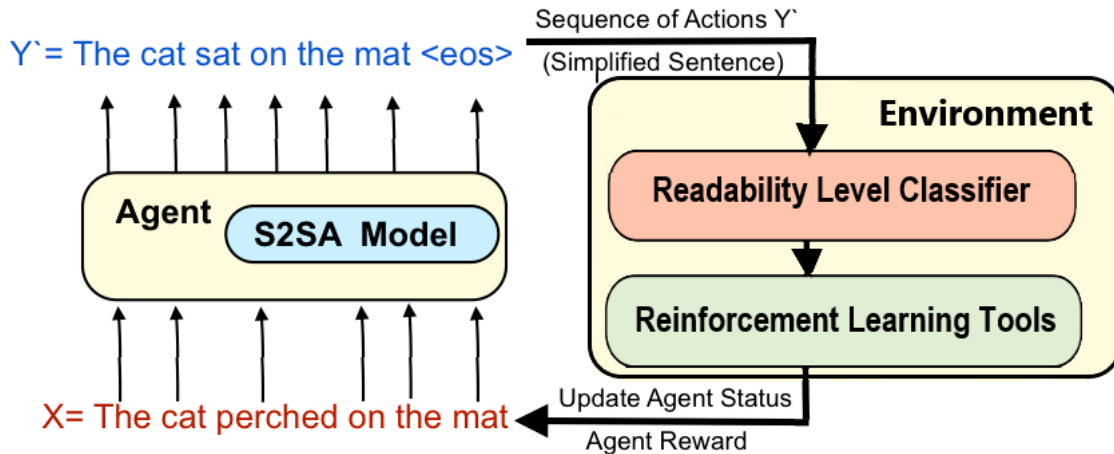 Sequence of Actions Y`
Y`= The cat sat on the mat <eos>
(Simplified Sentence)
Environment
Readability Level Classifier
Agent
S2SA Model
Reinforcement Learning Tools
Update Agent Status
X= The cat perched on the mat
Agent Reward